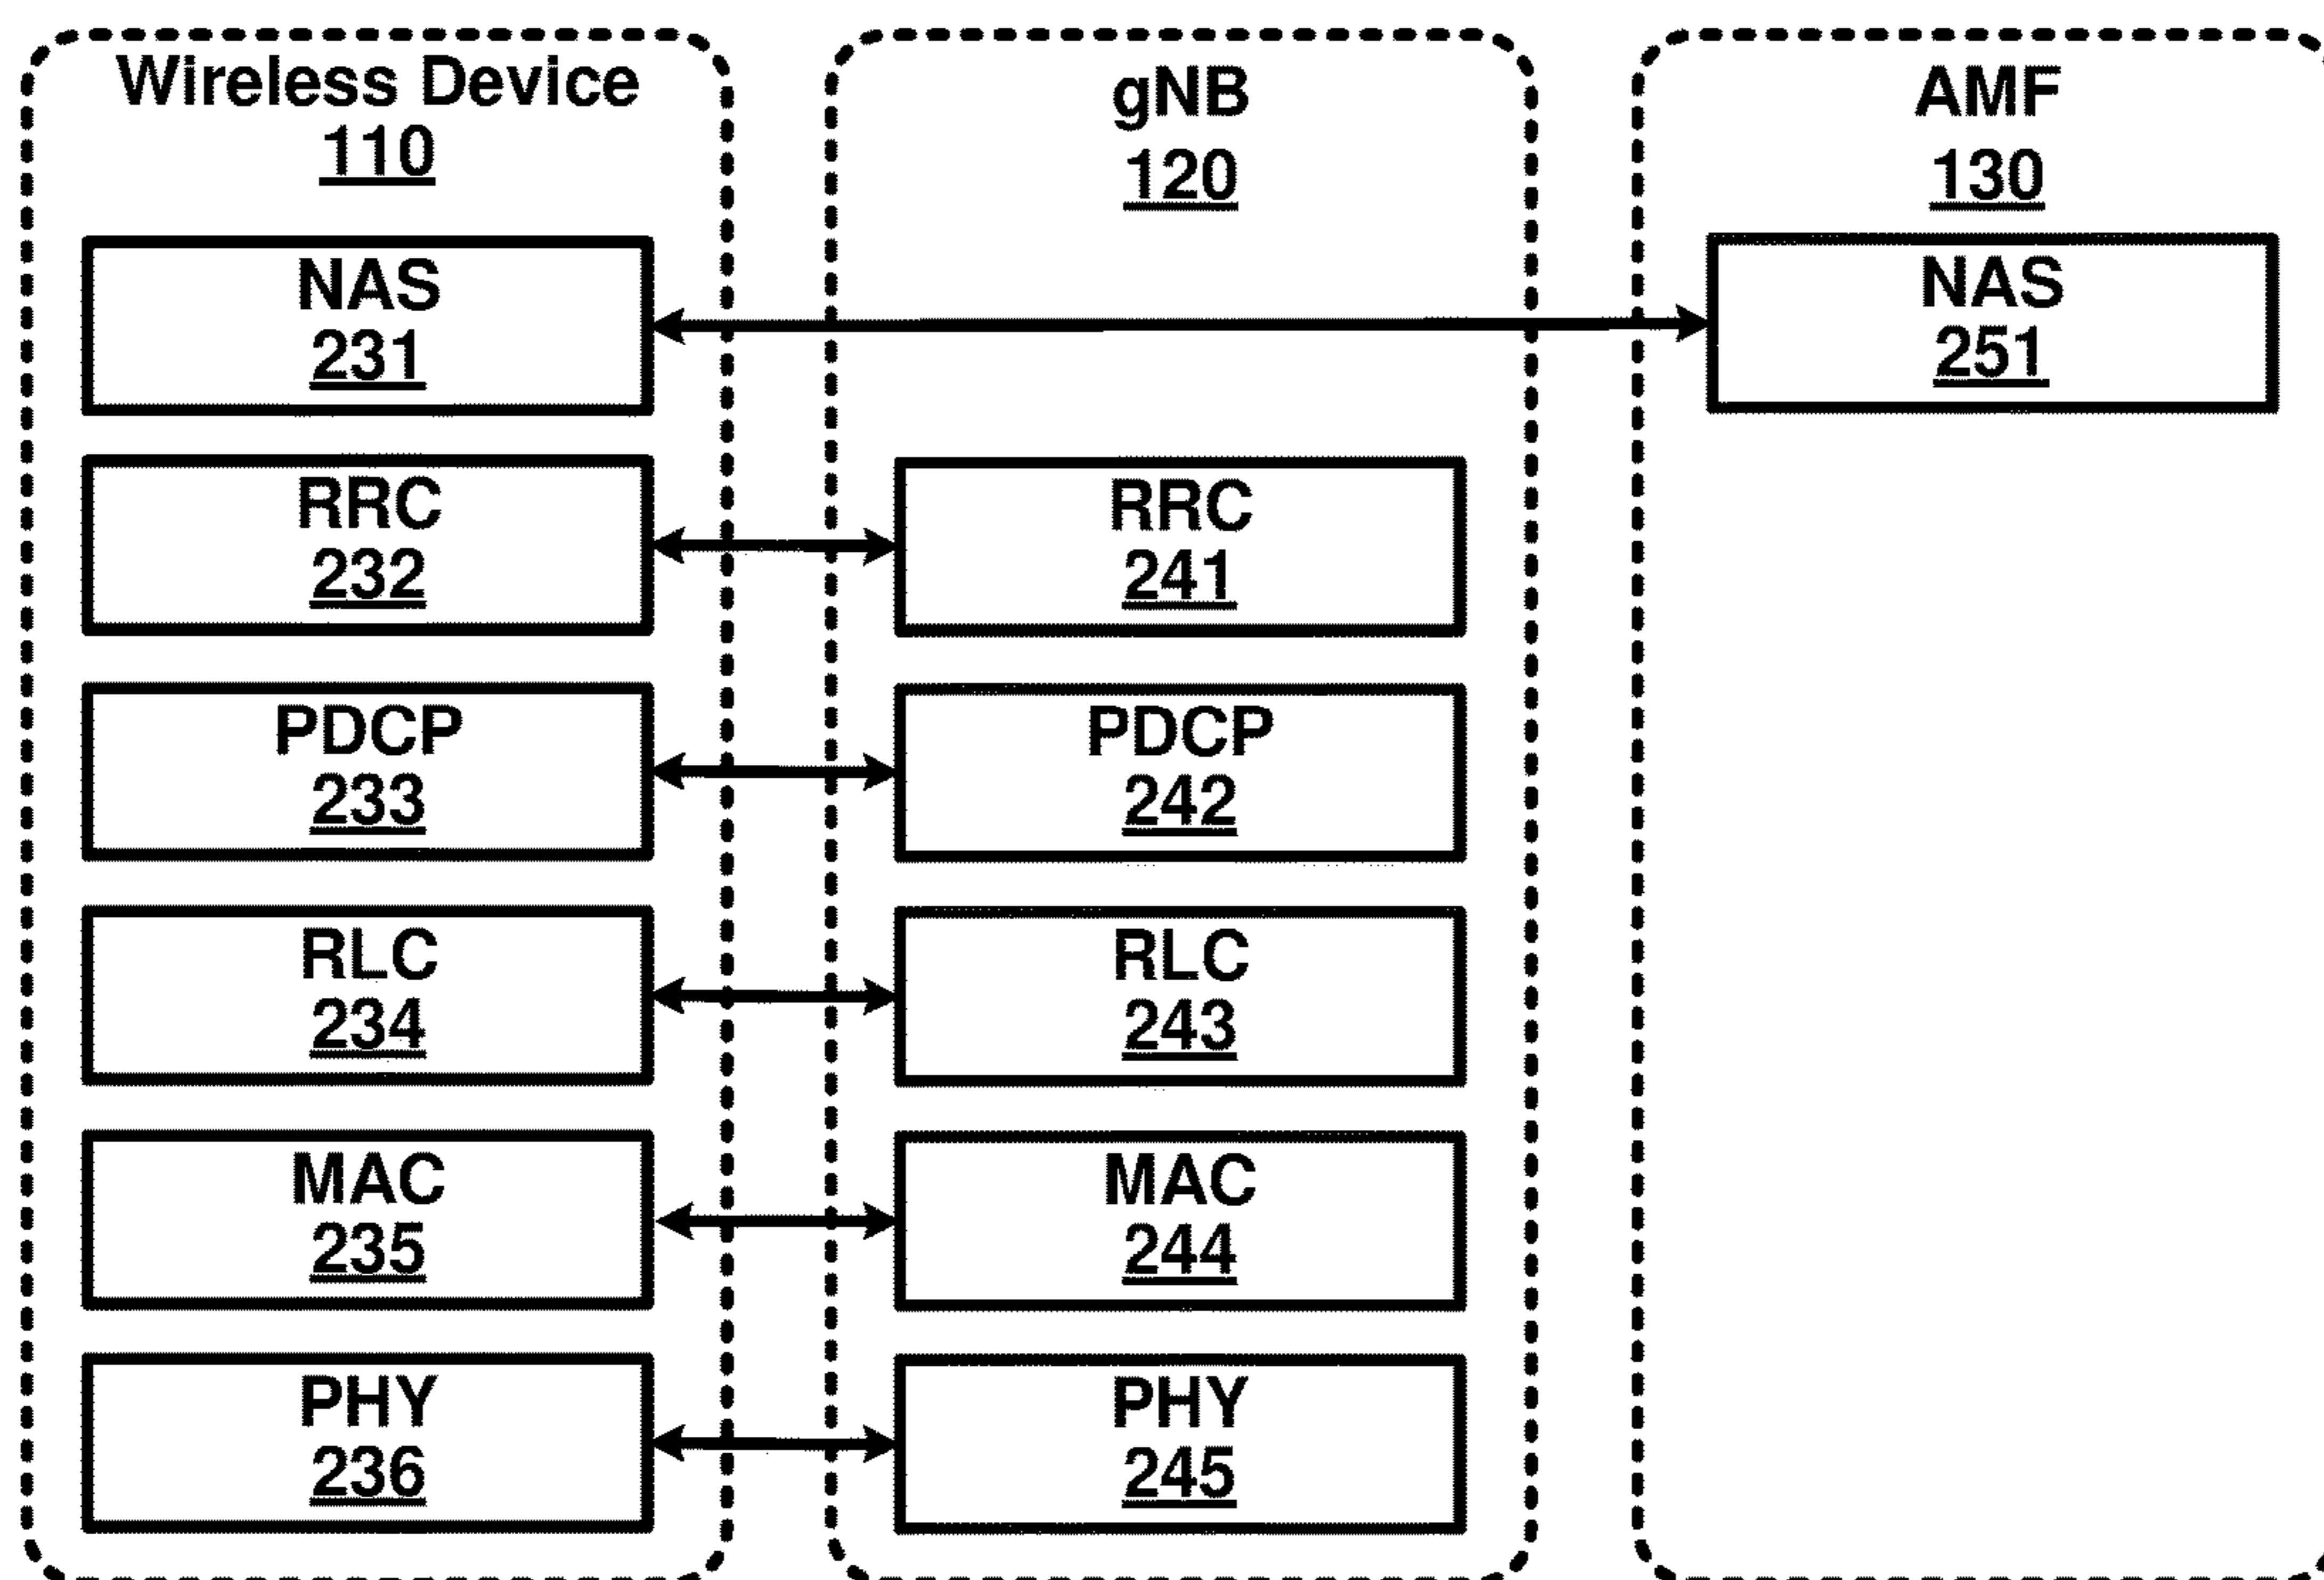 Wireless Device
110
gNB
120
AMF
130
NAS
231
NAS
251
RRC
232
RRC
241
PDCP
233
PDCP
242
RLC
234
RLC
243
MAC
235
MAC
244
PHY
236
PHY
245